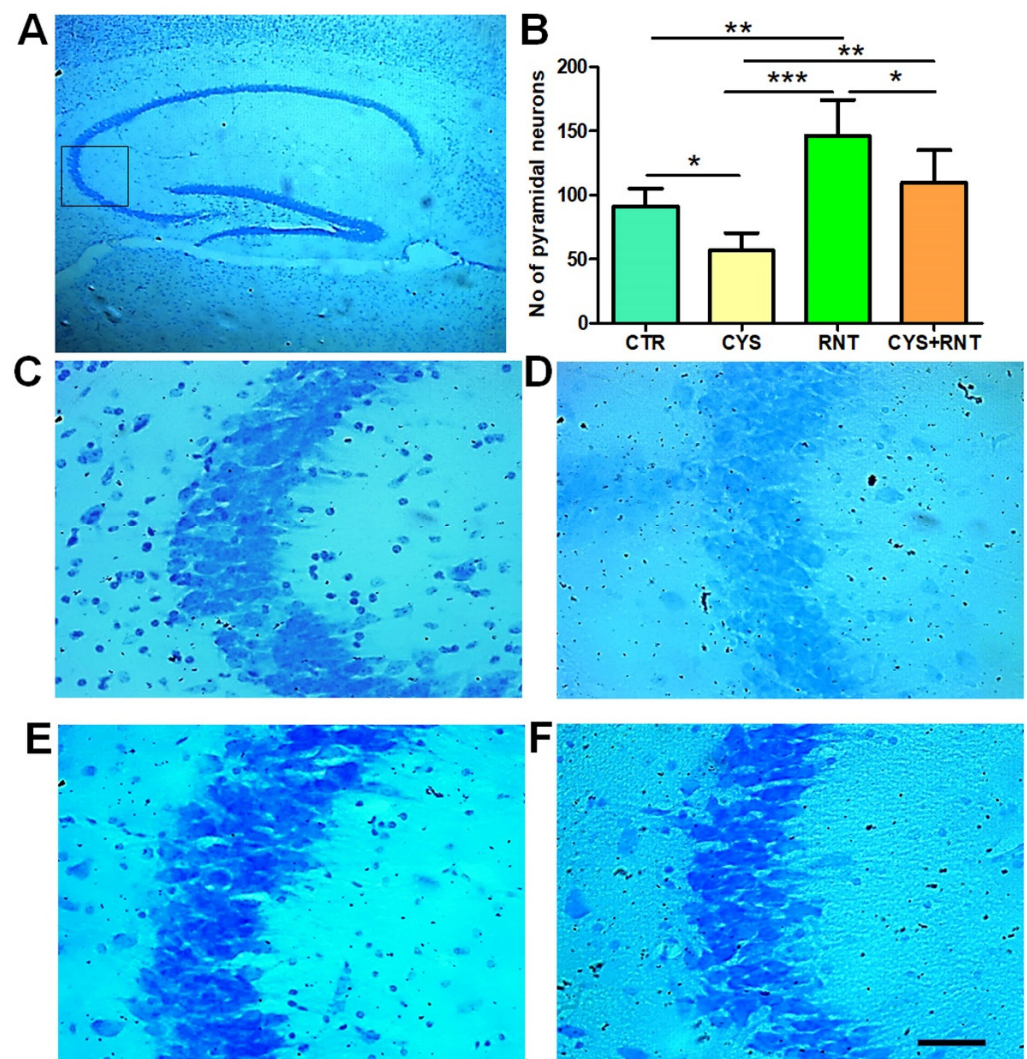 A
B
**
**
***
*
*
No of pyramidal neurons
200
150
100
50
0
CTR
CYS
RNT
CYS+RNT
C
D
E
F